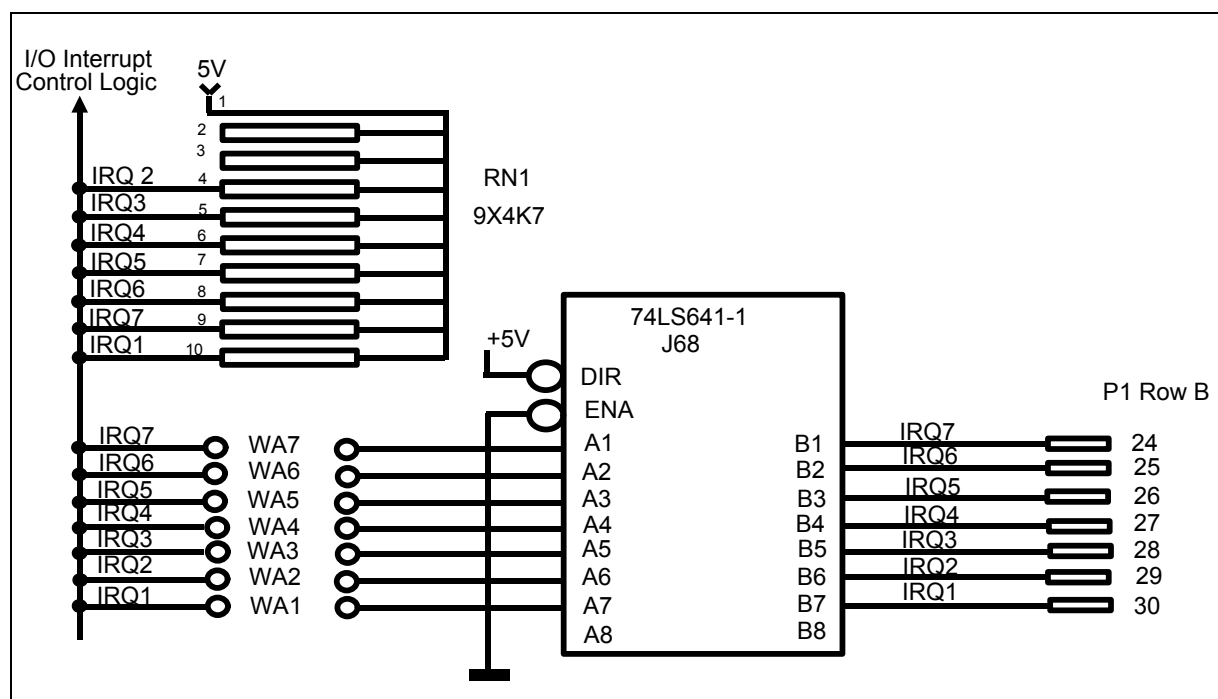 I/O Interrupt
Control Logic
5V
1
2
3
IRQ 2 4
IRQ3 5
IRQ4 6
IRQ5 7
IRQ6 8
IRQ7 9
IRQ1 10
RN1
9X4K7
74LS641-1
J68
+5V
DIR
ENA
P1 Row B
IRQ7 WA7 A1 B1 IRQ7 24
IRQ6 WA6 A2 B2 IRQ6 25
IRQ5 WA5 A3 B3 IRQ5 26
IRQ4 WA4 A4 B4 IRQ4 27
IRQ3 WA3 A5 B5 IRQ3 28
IRQ2 WA2 A6 B6 IRQ2 29
IRQ1 WA1 A7 B7 IRQ1 30
A8 B8